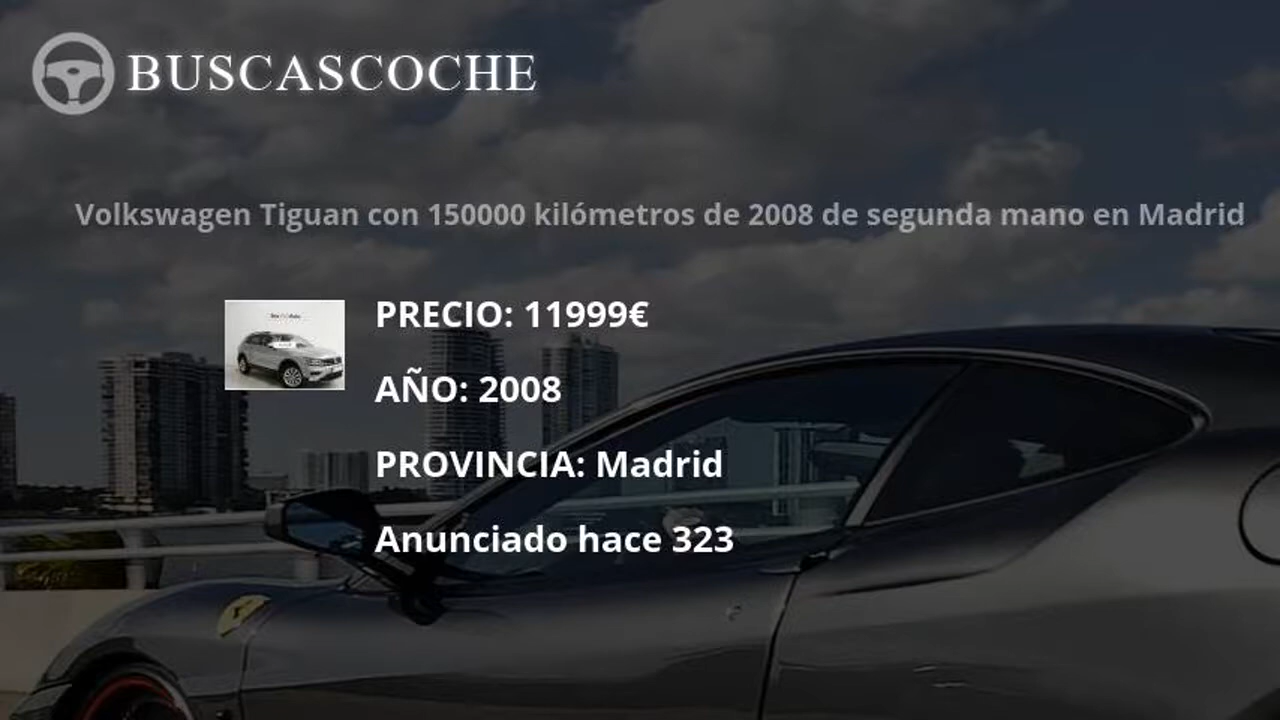 BUSCASCOCHE
Volkswagen Tiguan con 150000 kilómetros de 2008 de segunda mano en Madrid
PRECIO: 11999€
AÑO: 2008
PROVINCIA: Madrid
Anunciado hace 323